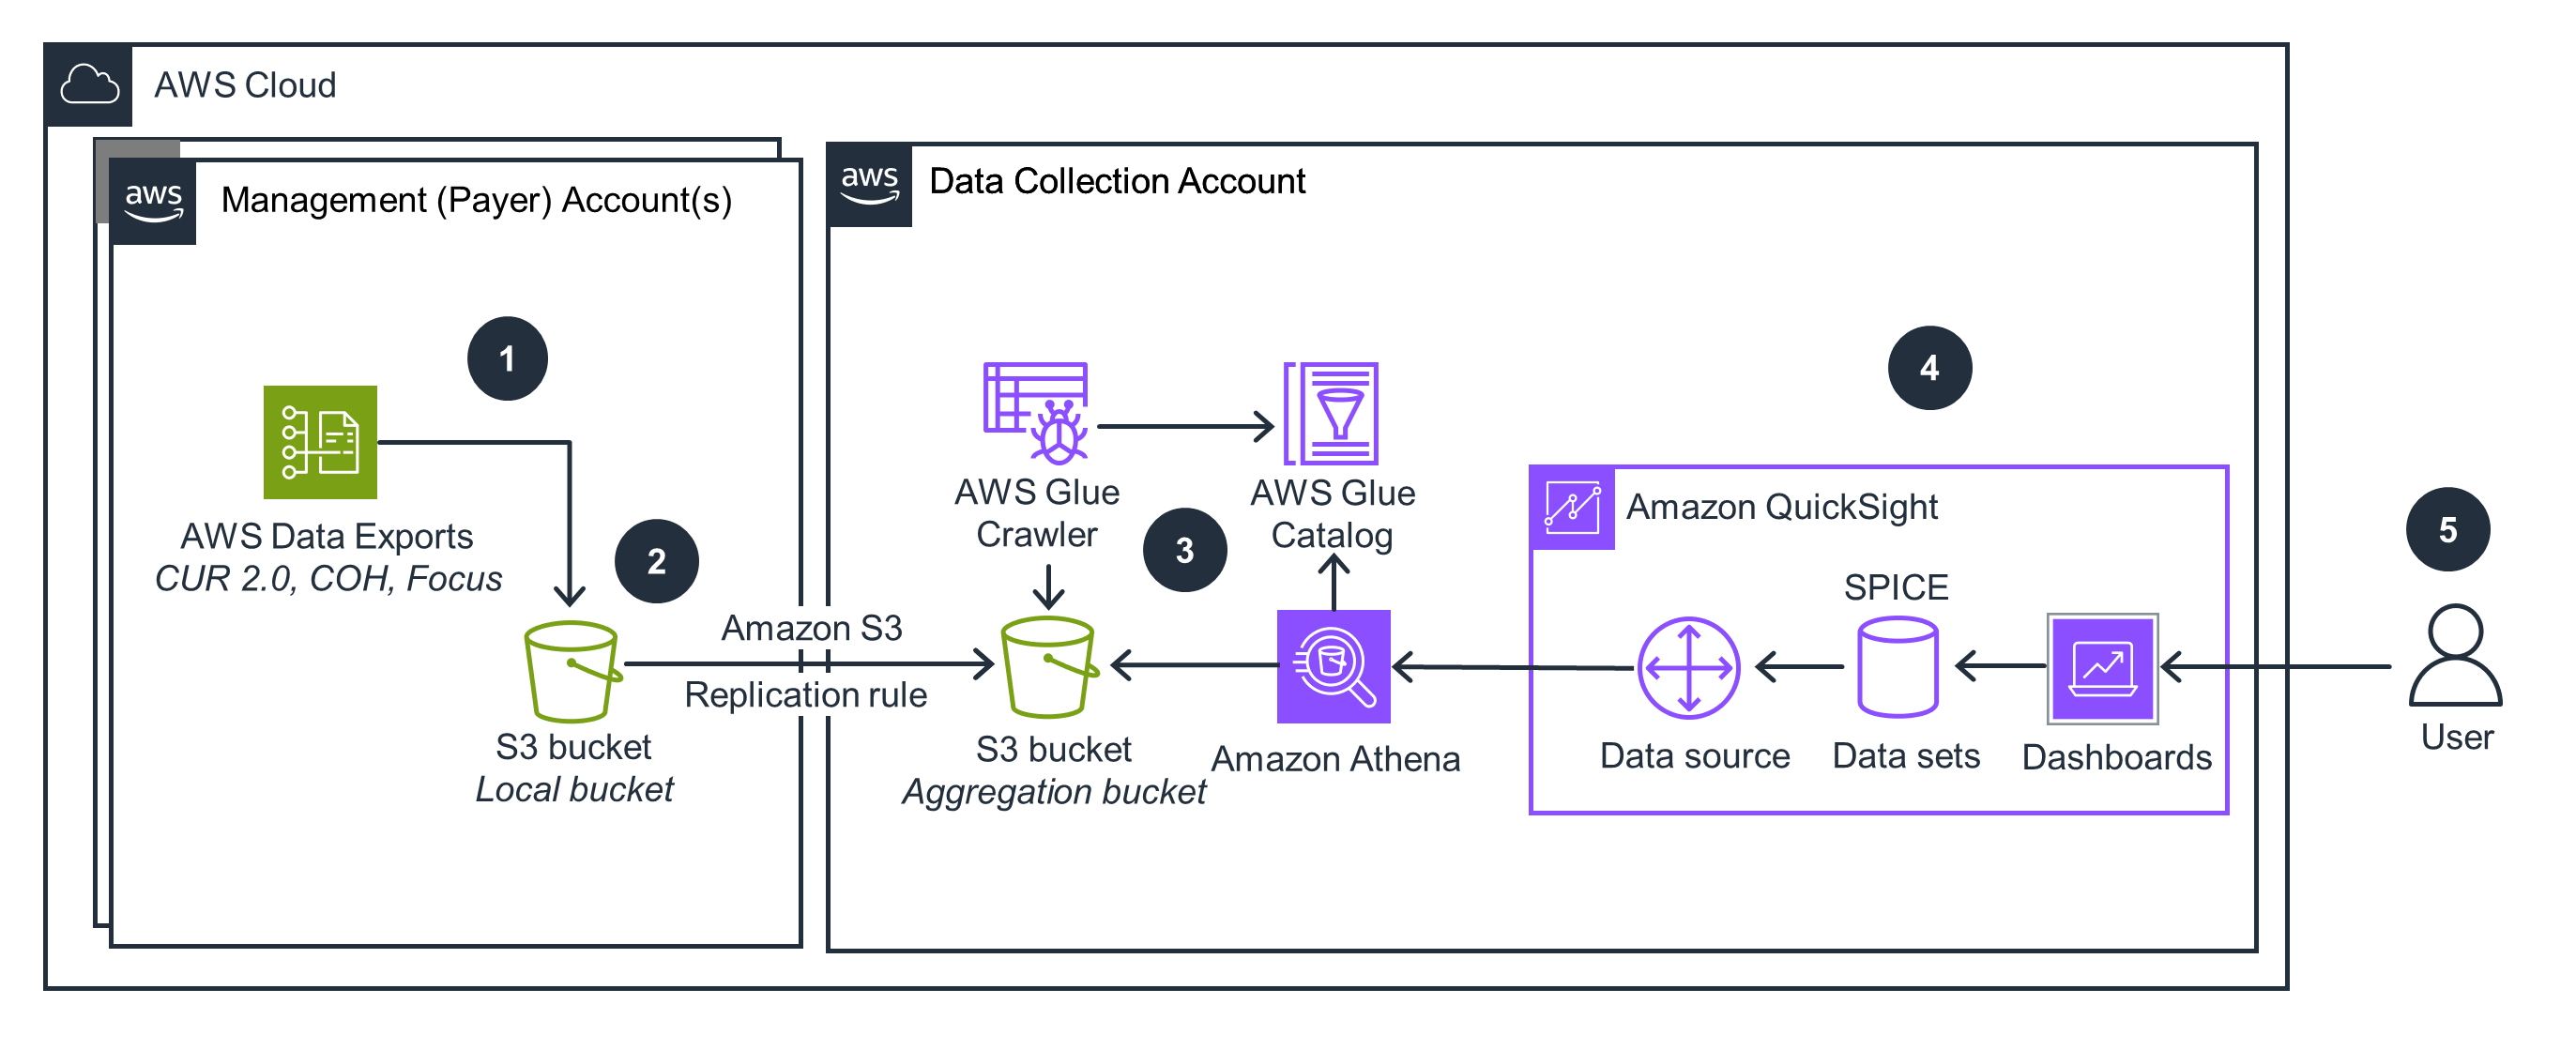 AWS Cloud
aws
Management (Payer) Account(s)
aws
Data Collection Account
1
AWS Data Exports
CUR 2.0, COH, Focus
2
Amazon S3
Replication rule
S3 bucket
Local bucket
AWS Glue
Crawler
AWS Glue
Catalog
3
S3 bucket
Aggregation bucket
Amazon Athena
4
Amazon QuickSight
SPICE
Data source
Data sets
Dashboards
5
User